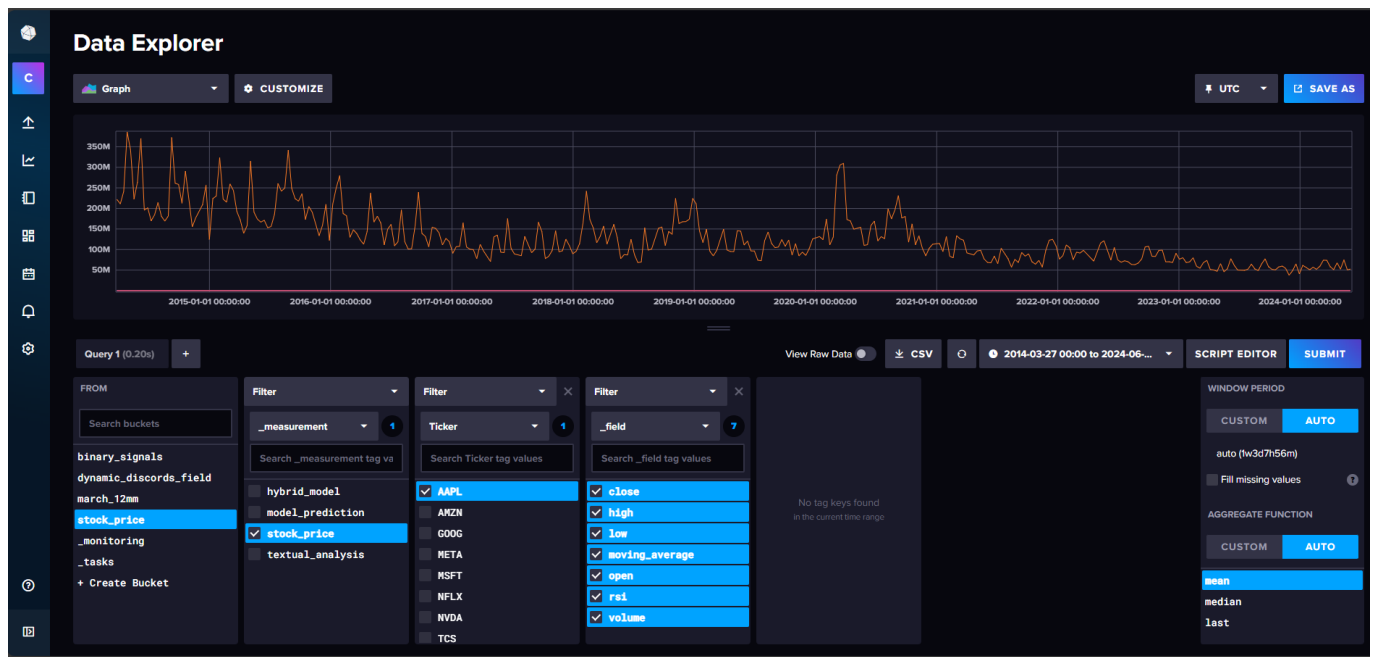 Data Explorer
C
Graph
CUSTOMIZE
UTC
SAVE AS
350M
300M
250M
200M
150M
100M
50M
2015-01-01 00:00:00
2016-01-01 00:00:00
2017-01-01 00:00:00
2018-01-01 00:00:00
2019-01-01 00:00:00
2020-01-01 00:00:00
2021-01-01 00:00:00
2022-01-01 00:00:00
2023-01-01 00:00:00
2024-01-01 00:00:00
Query 1 (0.20s)
+
View Raw Data
CSV
2014-03-27 00:00 to 2024-06-...
SCRIPT EDITOR
SUBMIT
FROM
Search buckets
binary_signals
dynamic_discords_field
march_12mm
stock_price
_monitoring
_tasks
+ Create Bucket
Filter
_measurement
1
Search _measurement tag va
hybrid_model
model_prediction
stock_price
textual_analysis
Filter
Ticker
1
Search Ticker tag values
AAPL
AMZN
GOOG
META
MSFT
NFLX
NVDA
TCS
Filter
_field
7
Search _field tag values
close
high
low
moving_average
open
rsi
volume
No tag keys found
in the current time range
WINDOW PERIOD
CUSTOM
AUTO
auto (1w3d7h56m)
Fill missing values
?
AGGREGATE FUNCTION
CUSTOM
AUTO
mean
median
last